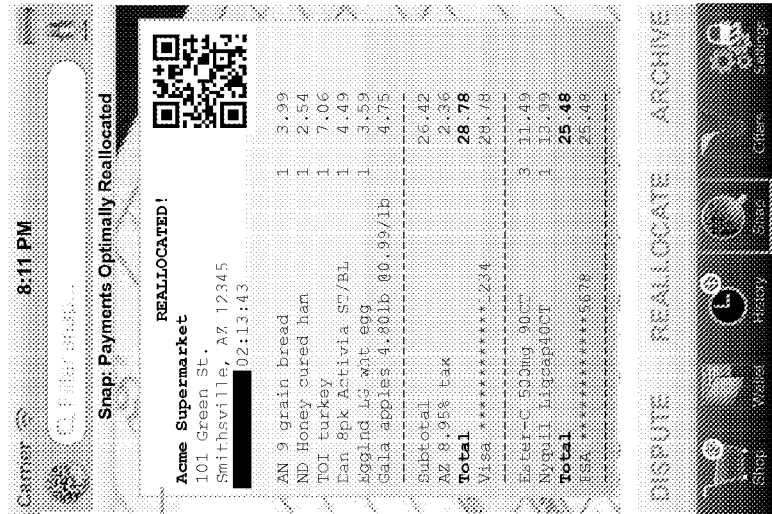 Carrier
8:11 PM
Snap: Payments Optimally Reallocated
REALLOCATED!
Acme Supermarket
101 Green St.
Smithsville, AZ 12345
02:13:43
AN 9 grain bread 1 3.99
ND Honey cured han 1 2.54
TOI turkey 1 7.06
Dan 8pk Activia ST/BL 1 4.49
Egglnd LG wht egg 1 3.59
Gala apples 4.80lb @0.99/lb 4.75
Subtotal 26.42
AZ 8.95% tax 2.36
Total 28.78
Visa ************1234 28.78
Ester-C 500mg 90CT 3 11.49
Nyquil Liqcap40CT 1 13.99
Total 25.48
FSA ************5678 25.48
DISPUTE REALLOCATE ARCHIVE
Shop Wallet History Snap Offers Settings